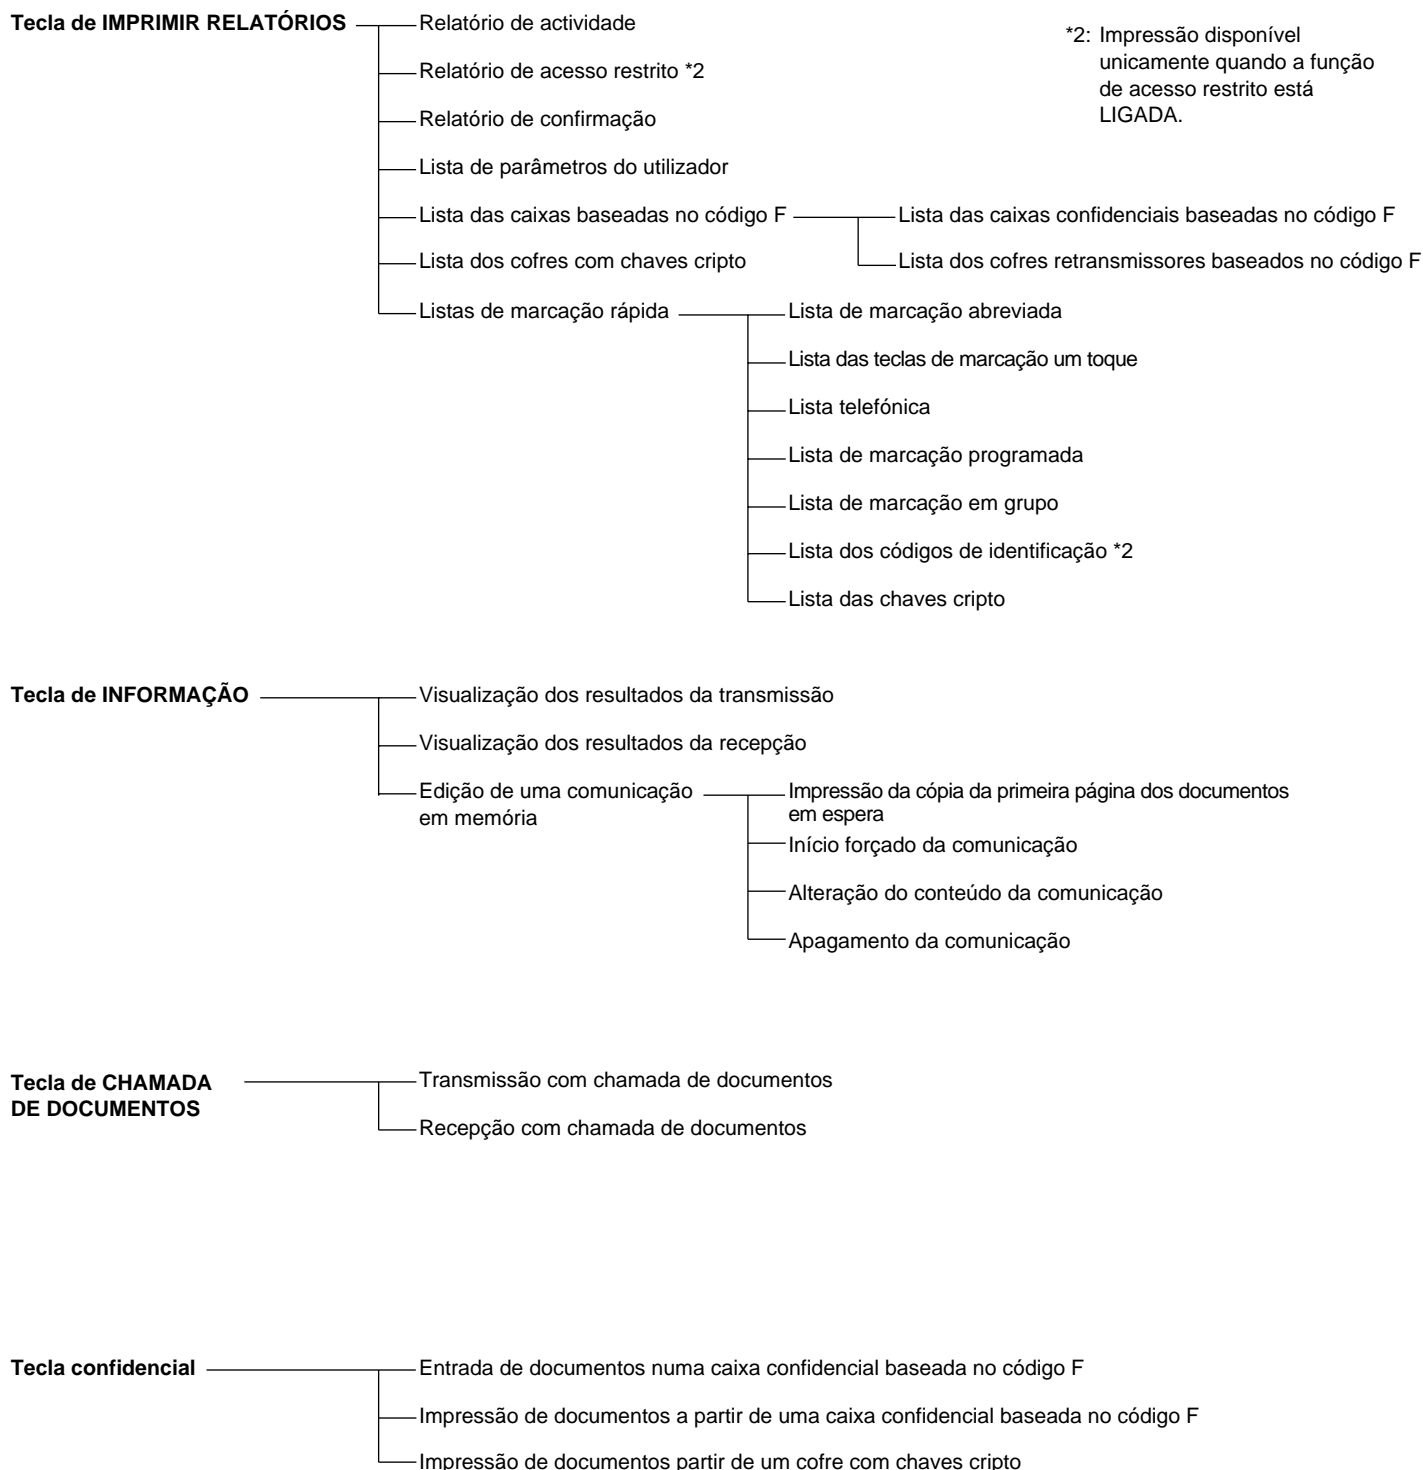 Tecla de IMPRIMIR RELATÓRIOS
Relatório de actividade
Relatório de acesso restrito *2
Relatório de confirmação
Lista de parâmetros do utilizador
Lista das caixas baseadas no código F
Lista das caixas confidenciais baseadas no código F
Lista dos cofres retransmissores baseados no código F
Lista dos cofres com chaves cripto
Listas de marcação rápida
Lista de marcação abreviada
Lista das teclas de marcação um toque
Lista telefónica
Lista de marcação programada
Lista de marcação em grupo
Lista dos códigos de identificação *2
Lista das chaves cripto
*2: Impressão disponível
unicamente quando a função
de acesso restrito está
LIGADA.
Tecla de INFORMAÇÃO
Visualização dos resultados da transmissão
Visualização dos resultados da recepção
Edição de uma comunicação
em memória
Impressão da cópia da primeira página dos documentos
em espera
Início forçado da comunicação
Alteração do conteúdo da comunicação
Apagamento da comunicação
Tecla de CHAMADA
DE DOCUMENTOS
Transmissão com chamada de documentos
Recepção com chamada de documentos
Tecla confidencial
Entrada de documentos numa caixa confidencial baseada no código F
Impressão de documentos a partir de uma caixa confidencial baseada no código F
Impressão de documentos partir de um cofre com chaves cripto